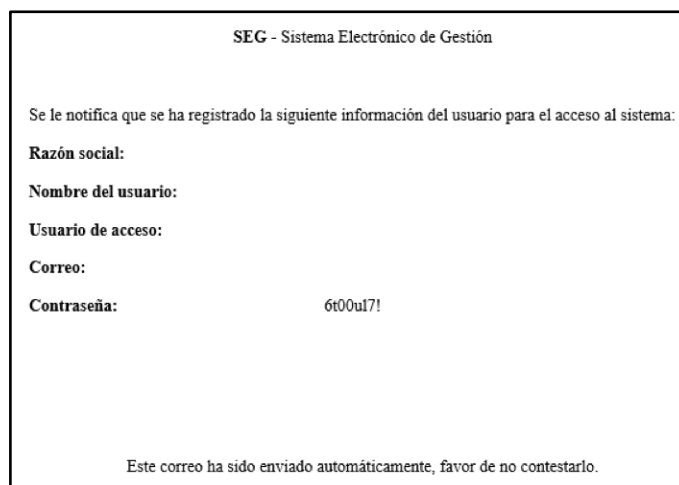 SEG - Sistema Electrónico de Gestión
Se le notifica que se ha registrado la siguiente información del usuario para el acceso al sistema:
Razón social:
Nombre del usuario:
Usuario de acceso:
Correo:
Contraseña: 6t00ul7!
Este correo ha sido enviado automáticamente, favor de no contestarlo.